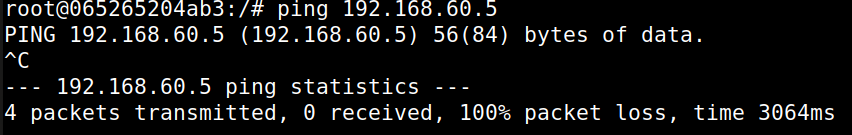 root@065265204ab3:/# ping 192.168.60.5
PING 192.168.60.5 (192.168.60.5) 56(84) bytes of data.
^C
--- 192.168.60.5 ping statistics ---
4 packets transmitted, 0 received, 100% packet loss, time 3064ms